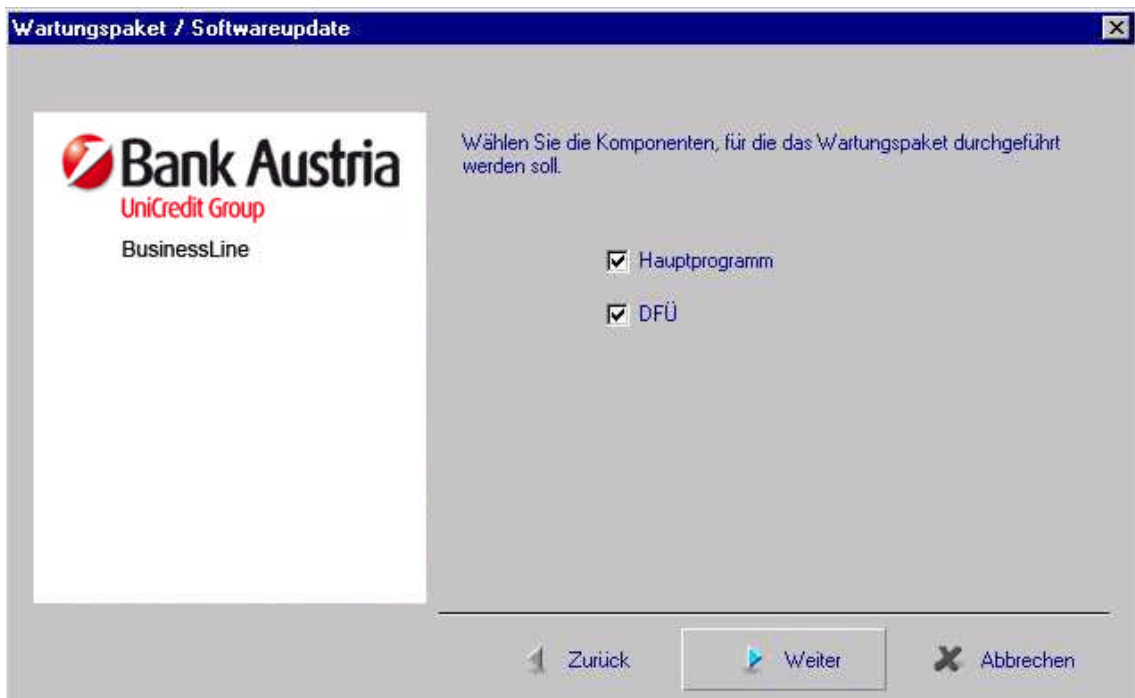 Wartungspaket / Softwareupdate
Bank Austria
UniCredit Group
BusinessLine
Wählen Sie die Komponenten, für die das Wartungspaket durchgeführt
werden soll.
Hauptprogramm
DFÜ
Zurück
Weiter
Abbrechen